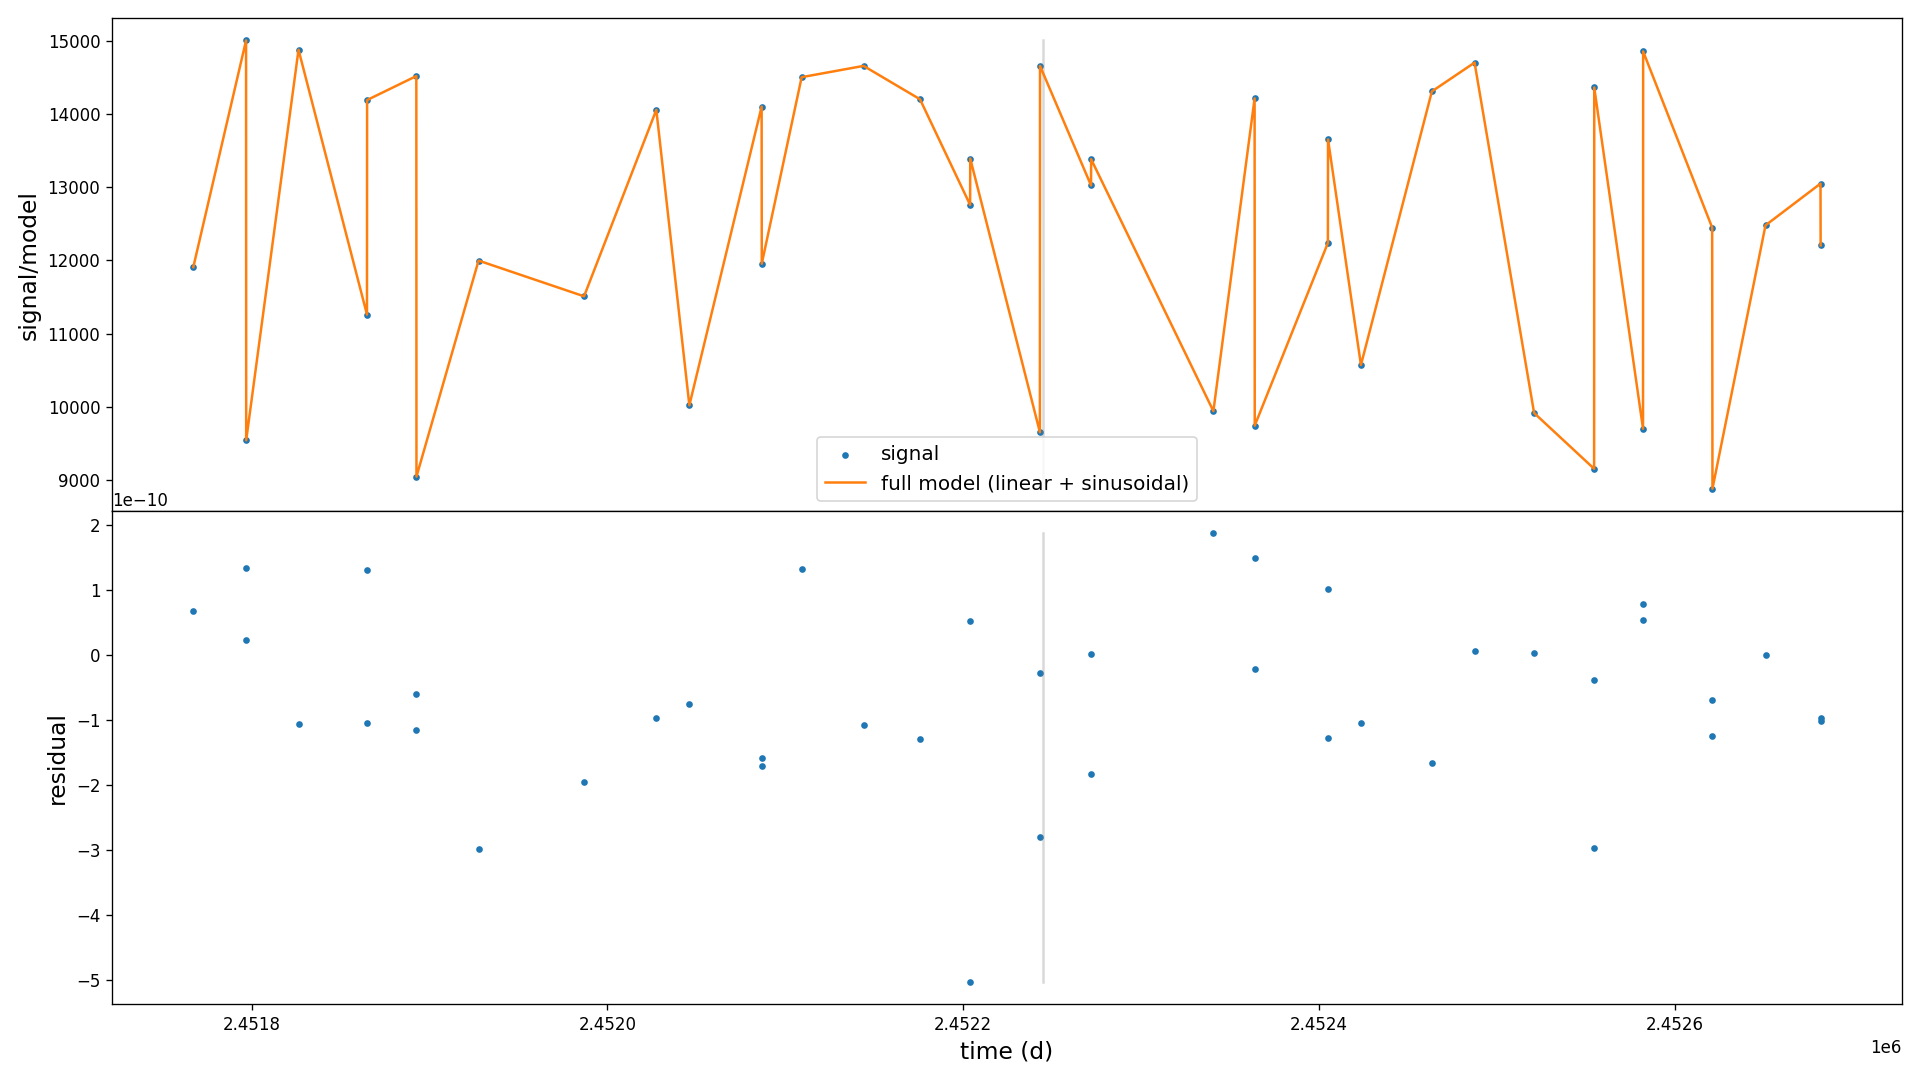 15000
14000
13000
12000
11000
10000
9000
signal/model
signal
full model (linear + sinusoidal)
1e−10
2
1
0
−1
−2
−3
−4
−5
residual
2.4518
2.4520
2.4522
2.4524
2.4526
time (d)
1e6